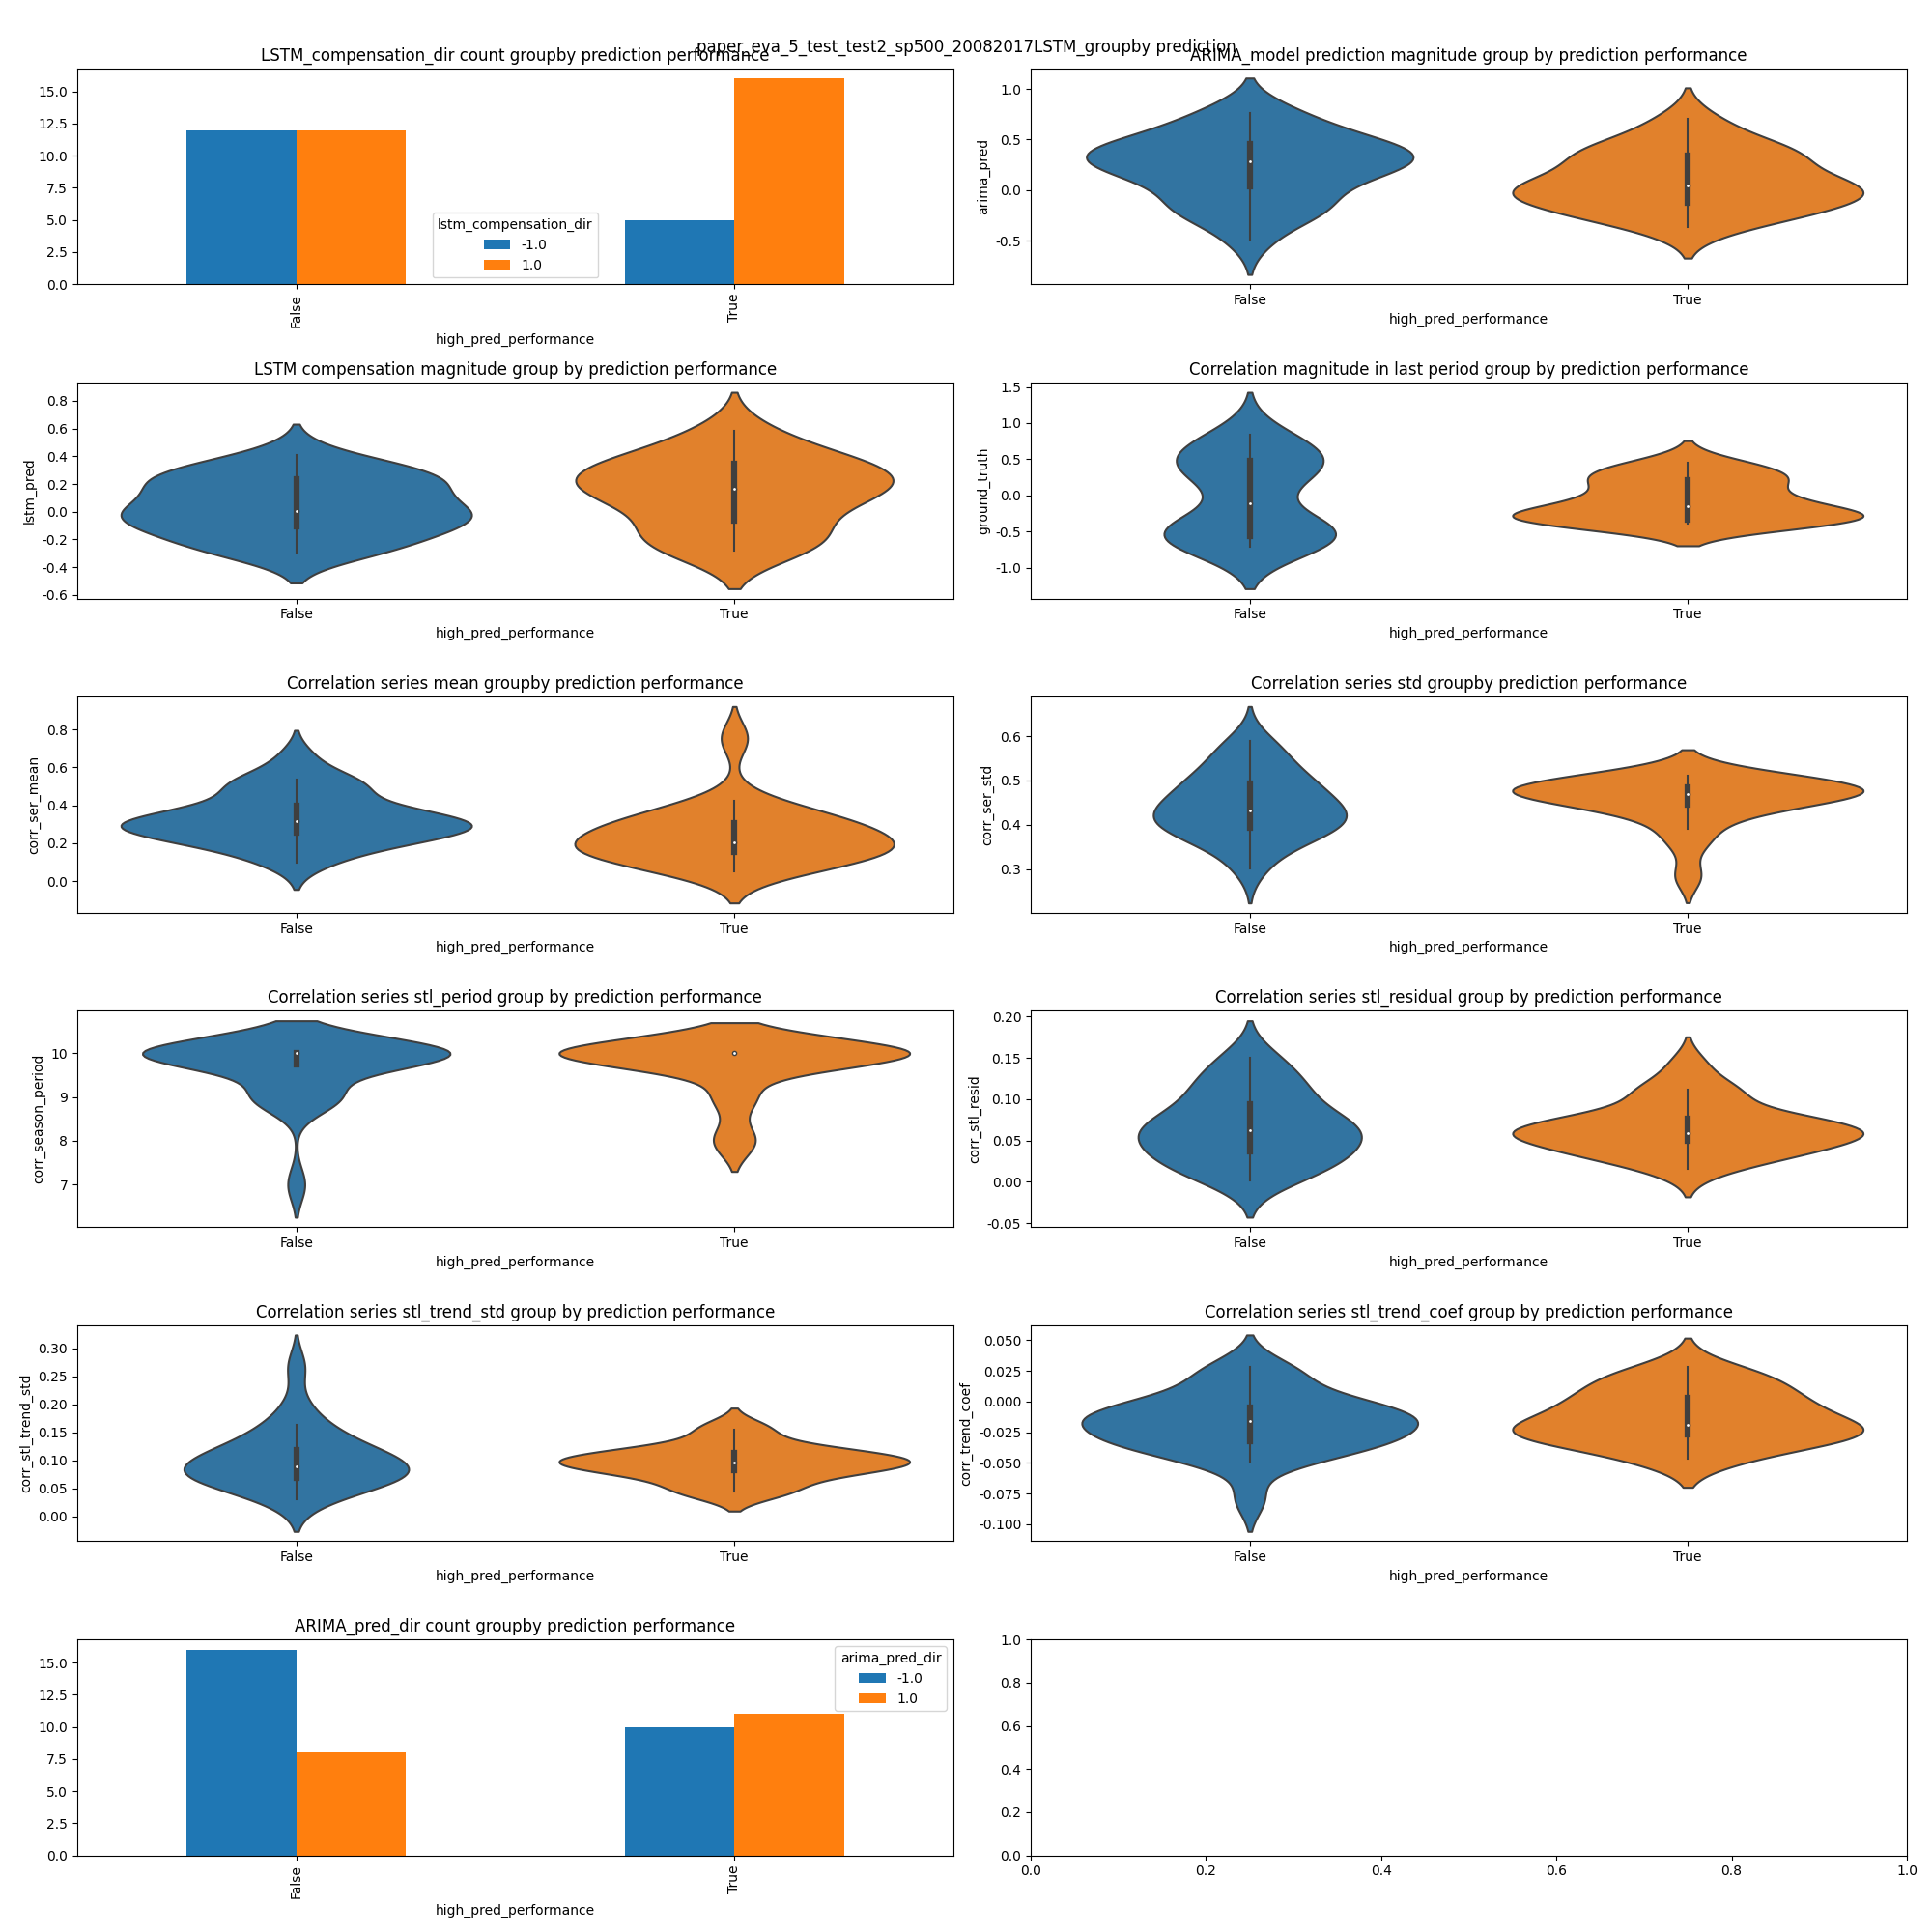 paper_eva_5_test_test2_sp500_20082017LSTM_groupby prediction
LSTM_compensation_dir count groupby prediction performance
15.0
12.5
10.0
7.5
5.0
2.5
0.0
lstm_compensation_dir
-1.0
1.0
False
True
high_pred_performance
ARIMA_model prediction magnitude group by prediction performance
arima_pred
1.0
0.5
0.0
-0.5
False
True
high_pred_performance
LSTM compensation magnitude group by prediction performance
lstm_pred
0.8
0.6
0.4
0.2
0.0
-0.2
-0.4
-0.6
False
True
high_pred_performance
Correlation magnitude in last period group by prediction performance
ground_truth
1.5
1.0
0.5
0.0
-0.5
-1.0
False
True
high_pred_performance
Correlation series mean groupby prediction performance
corr_ser_mean
0.8
0.6
0.4
0.2
0.0
False
True
high_pred_performance
Correlation series std groupby prediction performance
corr_ser_std
0.6
0.5
0.4
0.3
False
True
high_pred_performance
Correlation series stl_period group by prediction performance
corr_season_period
10
9
8
7
False
True
high_pred_performance
Correlation series stl_residual group by prediction performance
corr_stl_resid
0.20
0.15
0.10
0.05
0.00
-0.05
False
True
high_pred_performance
Correlation series stl_trend_std group by prediction performance
corr_stl_trend_std
0.30
0.25
0.20
0.15
0.10
0.05
0.00
False
True
high_pred_performance
Correlation series stl_trend_coef group by prediction performance
corr_trend_coef
0.050
0.025
0.000
-0.025
-0.050
-0.075
-0.100
False
True
high_pred_performance
ARIMA_pred_dir count groupby prediction performance
15.0
12.5
10.0
7.5
5.0
2.5
0.0
arima_pred_dir
-1.0
1.0
False
True
high_pred_performance
1.0
0.8
0.6
0.4
0.2
0.0
0.0 0.2 0.4 0.6 0.8 1.0